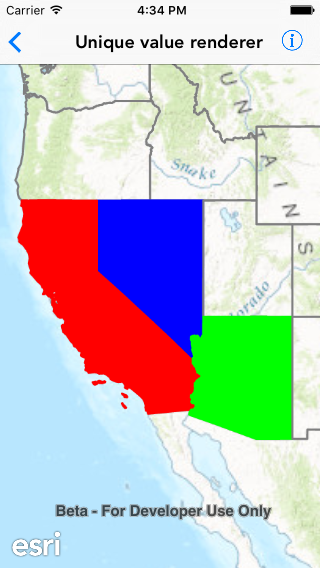 Carrier 4:34 PM
Unique value renderer
U N T A I N S
Snake
olorado
Beta - For Developer Use Only
esri